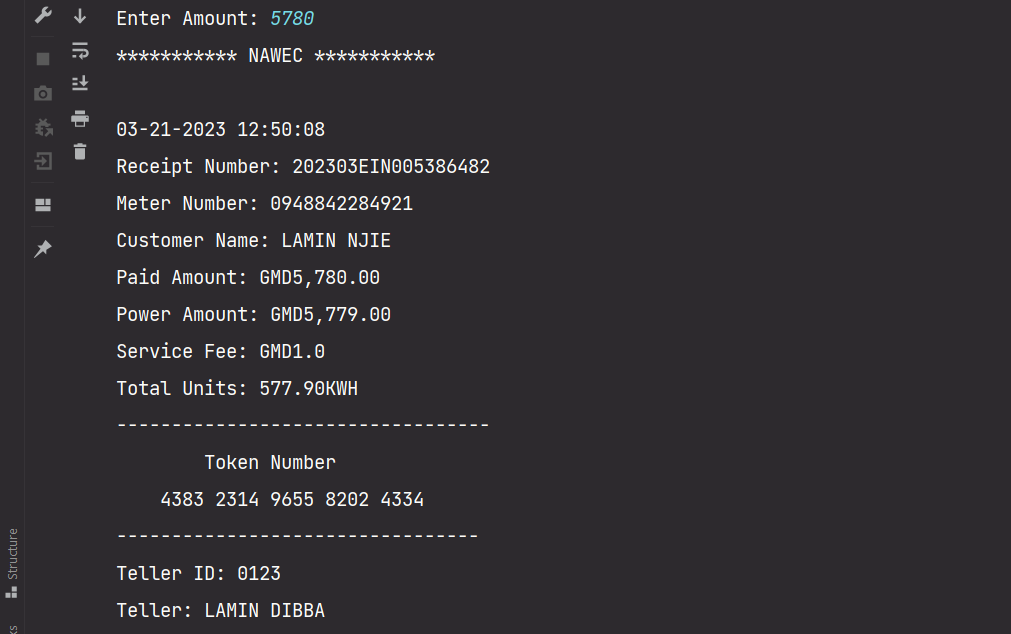 Enter Amount: 5780
*********** NAWEC ***********
03-21-2023 12:50:08
Receipt Number: 202303EIN005386482
Meter Number: 0948842284921
Customer Name: LAMIN NJIE
Paid Amount: GMD5,780.00
Power Amount: GMD5,779.00
Service Fee: GMD1.0
Total Units: 577.90KWH
----------------------------------
Token Number
4383 2314 9655 8202 4334
---------------------------------
Teller ID: 0123
Teller: LAMIN DIBBA
Structure